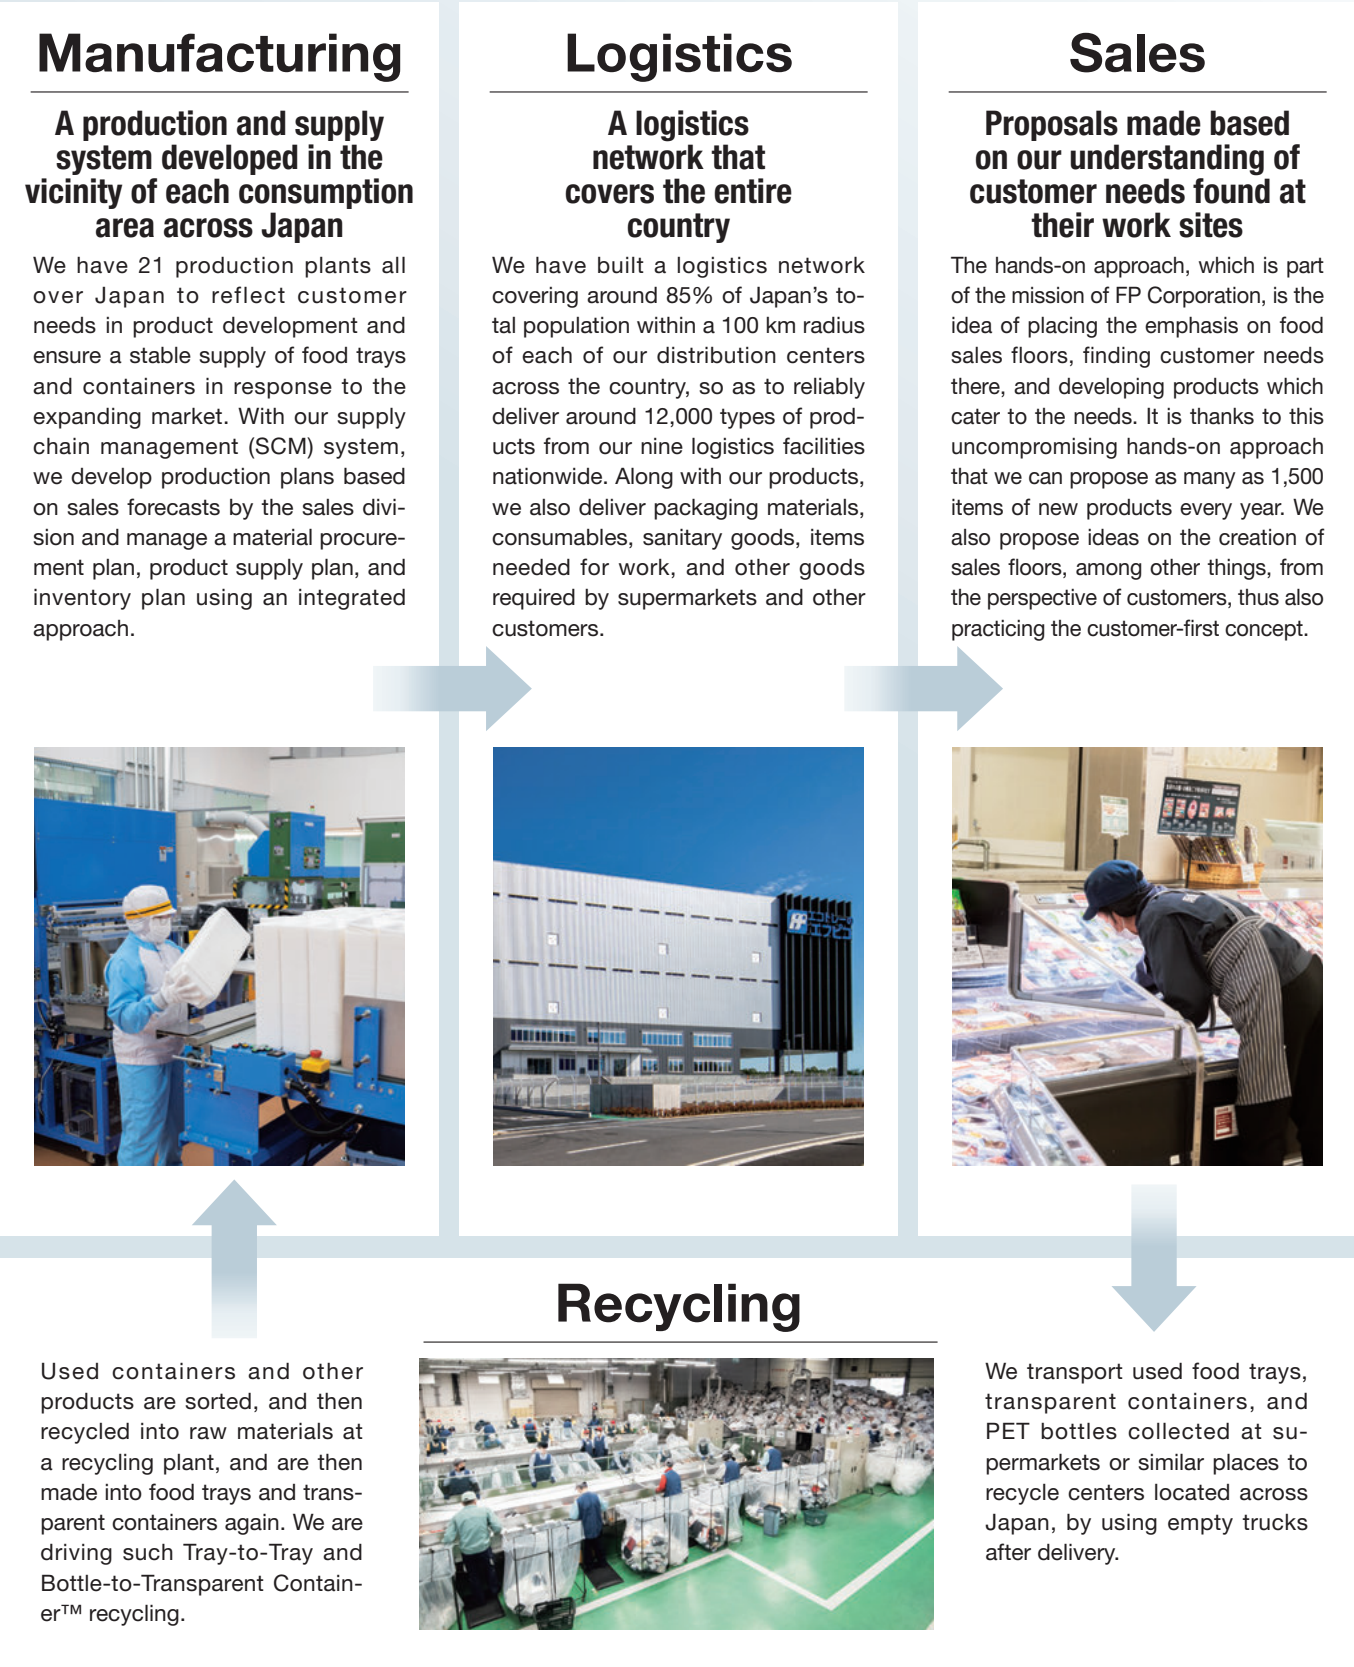 Manufacturing
A production and supply
system developed in the
vicinity of each consumption
area across Japan
We have 21 production plants all
over Japan to reflect customer
needs in product development and
ensure a stable supply of food trays
and containers in response to the
expanding market. With our supply
chain management (SCM) system,
we develop production plans based
on sales forecasts by the sales divi-
sion and manage a material procure-
ment plan, product supply plan, and
inventory plan using an integrated
approach.
Logistics
A logistics
network that
covers the entire
country
We have built a logistics network
covering around 85% of Japan’s to-
tal population within a 100 km radius
of each of our distribution centers
across the country, so as to reliably
deliver around 12,000 types of prod-
ucts from our nine logistics facilities
nationwide. Along with our products,
we also deliver packaging materials,
consumables, sanitary goods, items
needed for work, and other goods
required by supermarkets and other
customers.
Sales
Proposals made based
on our understanding of
customer needs found at
their work sites
The hands-on approach, which is part
of the mission of FP Corporation, is the
idea of placing the emphasis on food
sales floors, finding customer needs
there, and developing products which
cater to the needs. It is thanks to this
uncompromising hands-on approach
that we can propose as many as 1,500
items of new products every year. We
also propose ideas on the creation of
sales floors, among other things, from
the perspective of customers, thus also
practicing the customer-first concept.
エコトレー
エフピコ
Recycling
Used containers and other
products are sorted, and then
recycled into raw materials at
a recycling plant, and are then
made into food trays and trans-
parent containers again. We are
driving such Tray-to-Tray and
Bottle-to-Transparent Contain-
er™ recycling.
We transport used food trays,
transparent containers, and
PET bottles collected at su-
permarkets or similar places to
recycle centers located across
Japan, by using empty trucks
after delivery.